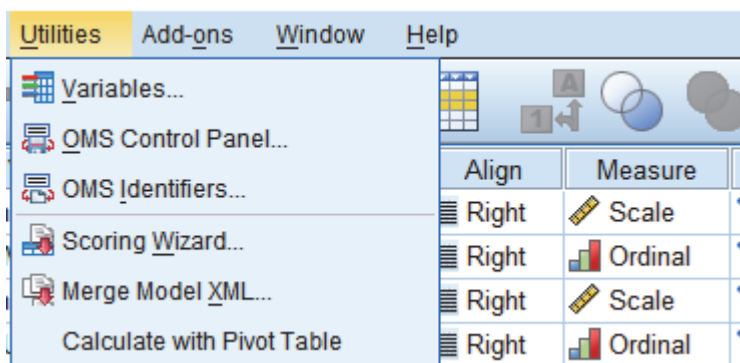 Utilities Add-ons Window Help
Variables...
OMS Control Panel...
OMS Identifiers...
Scoring Wizard...
Merge Model XML...
Calculate with Pivot Table
A
1
Align Measure
Right Scale
Right Ordinal
Right Scale
Right Ordinal